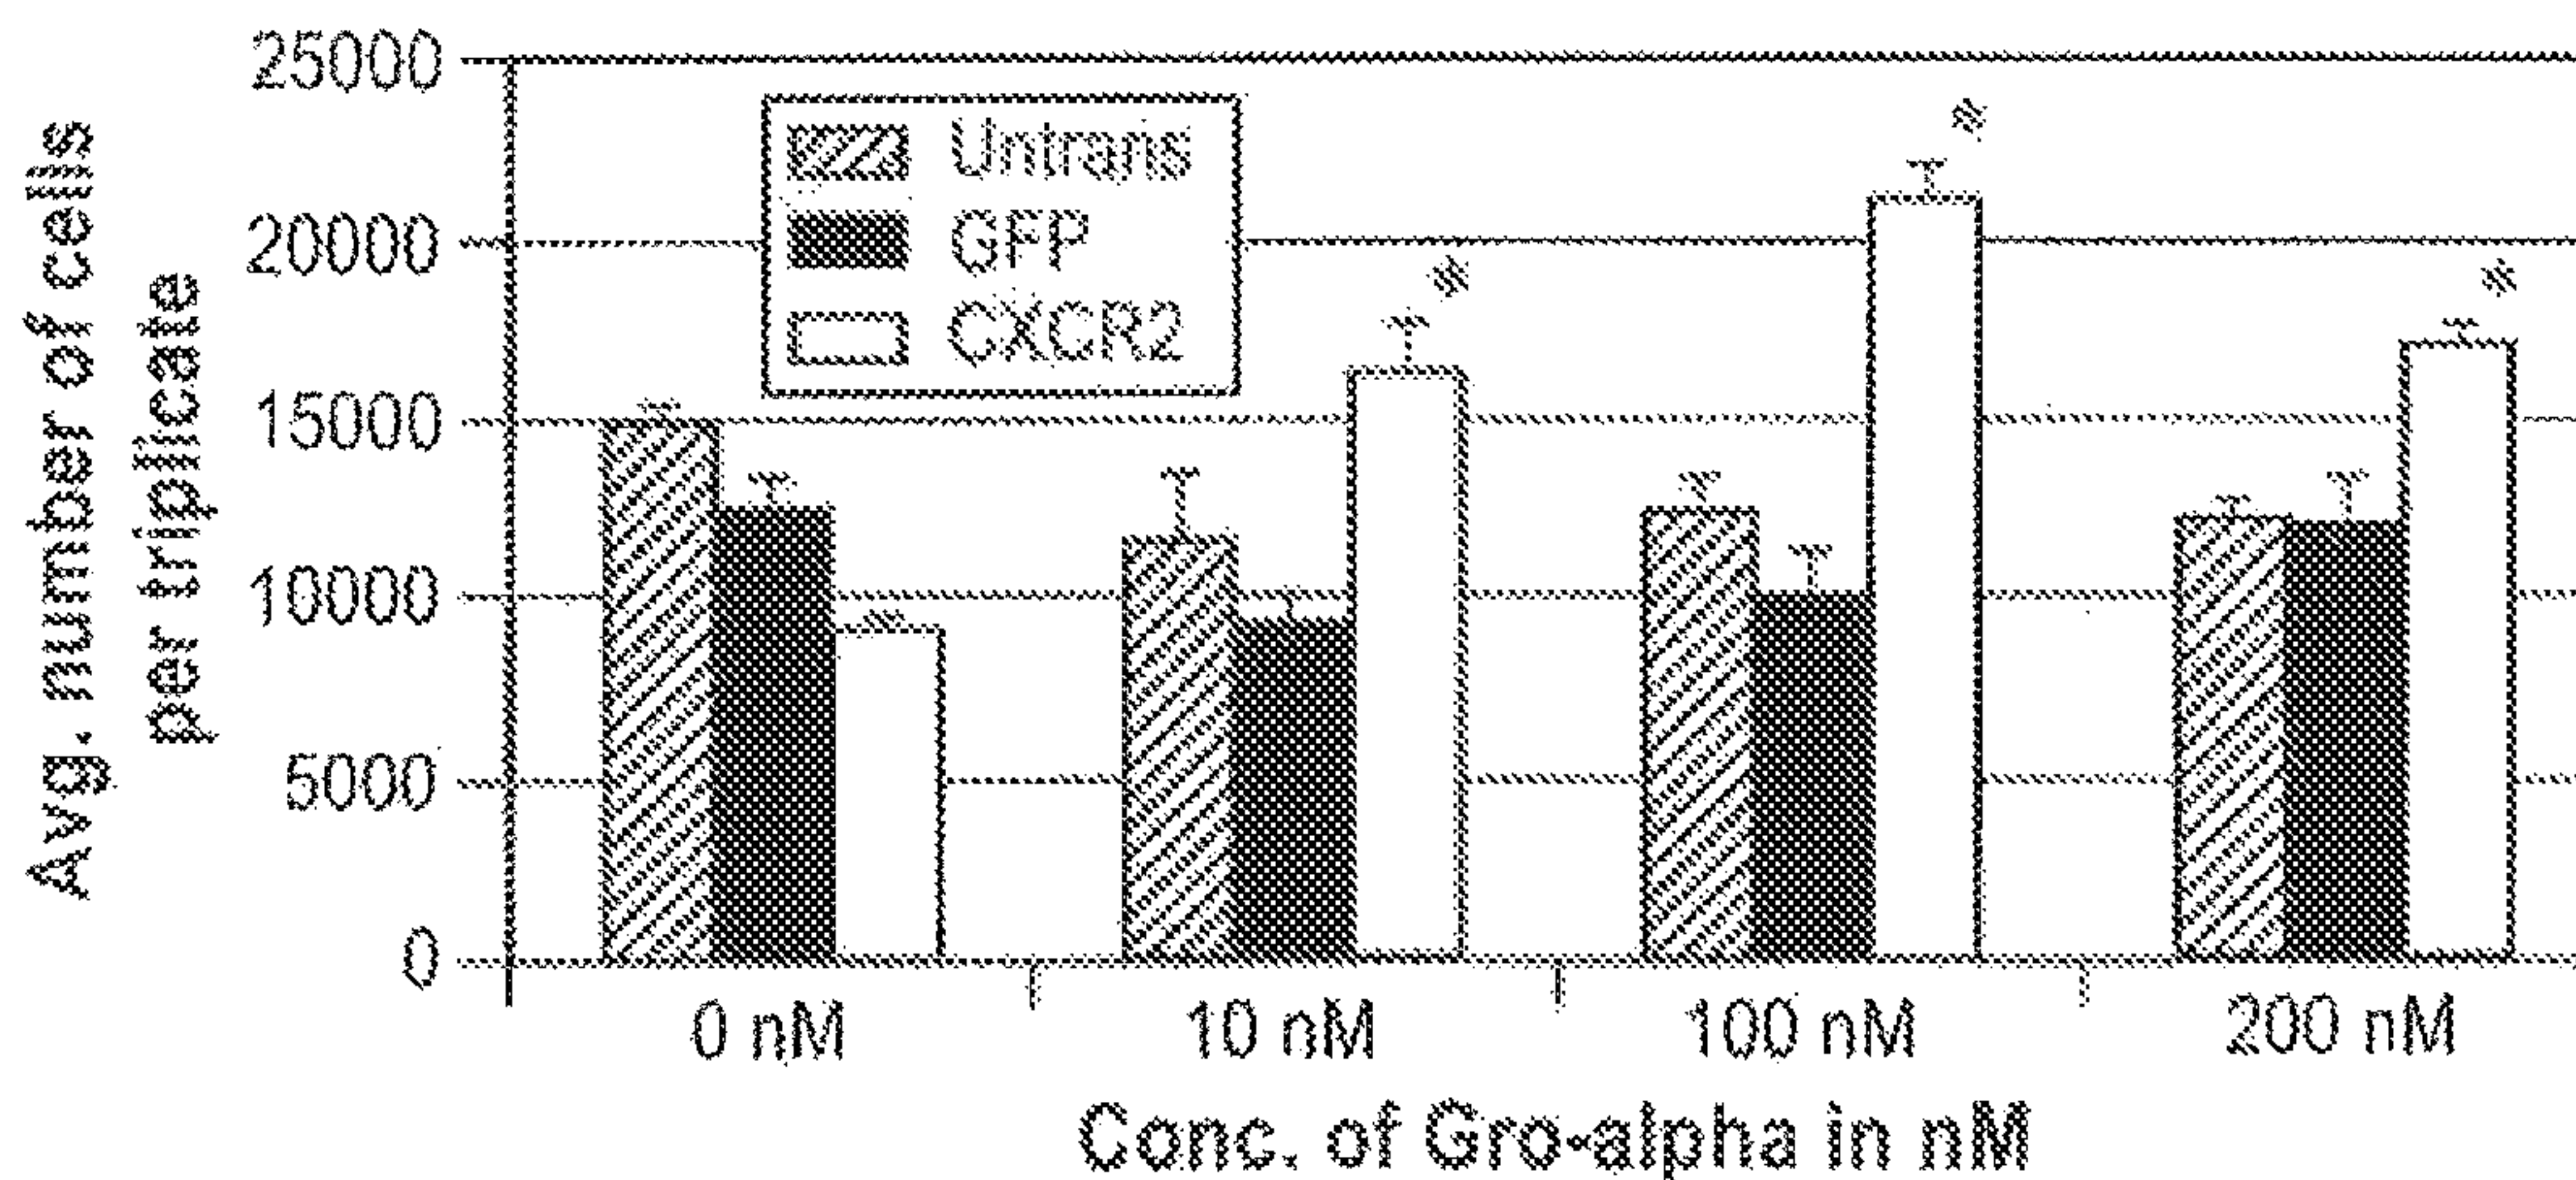 25000
20000
15000
10000
5000
0
Avg. number of cells
per triplicate
Untrans
GFP
CXCR2
*
*
*
0 nM
10 nM
100 nM
200 nM
Conc. of Gro-alpha in nM